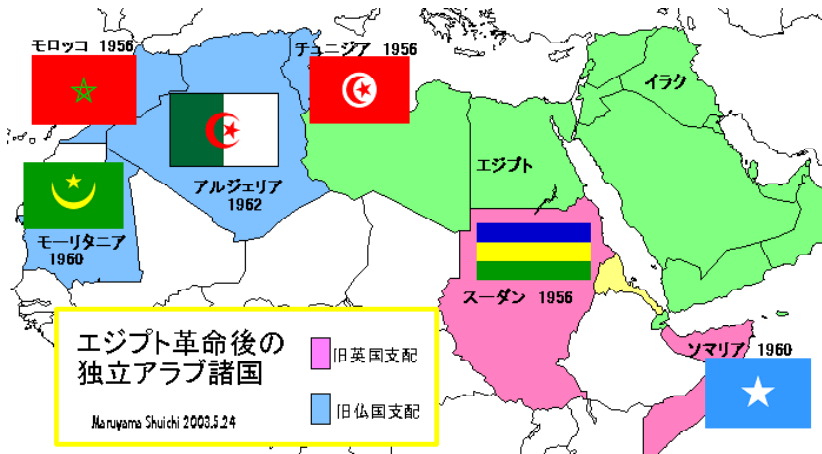 モロッコ 1956
チュニジア 1956
イラク
エジプト
アルジェリア
1962
モーリタニア
1960
スーダン 1956
ソマリア 1960
エジプト革命後の
独立アラブ諸国
旧英国支配
旧仏国支配
Maruyama Shuichi 2003.5.24